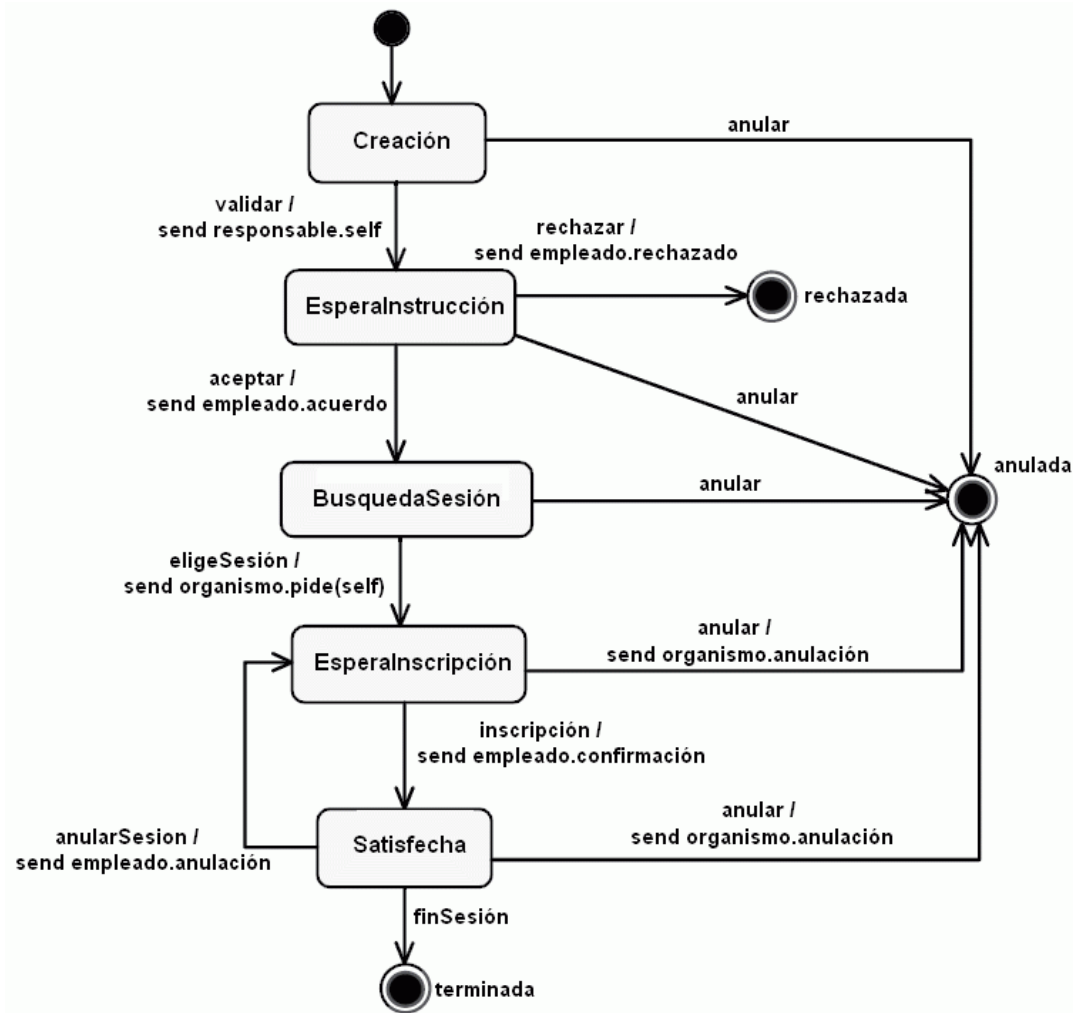 Creación
anular
validar /
send responsable.self
rechazar /
send empleado.rechazado
EsperaInstrucción
rechazada
aceptar /
send empleado.acuerdo
anular
anulada
BusquedaSesión
anular
eligeSesión /
send organismo.pide(self)
EsperaInscripción
anular /
send organismo.anulación
inscripción /
send empleado.confirmación
Satisfecha
anular /
send organismo.anulación
anularSesion /
send empleado.anulación
finSesión
terminada